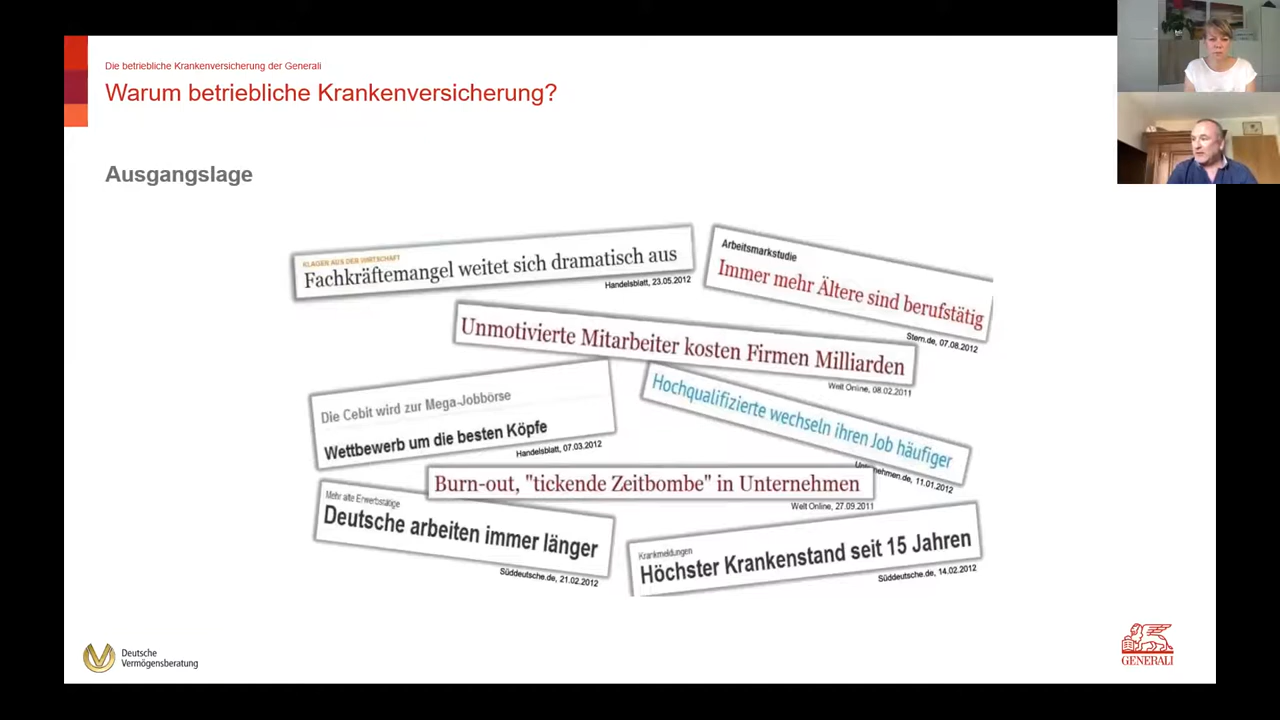 Die betriebliche Krankenversicherung der Generali
Warum betriebliche Krankenversicherung?
Ausgangslage
KLAGEN AUS DER WIRTSCHAFT
Fachkräftemangel weitet sich dramatisch aus
Handelsblatt, 23.05.2012
Arbeitsmarkstudie
Immer mehr Ältere sind berufstätig
Stern.de, 07.08.2012
Unmotivierte Mitarbeiter kosten Firmen Milliarden
Welt Online, 08.02.2011
Die Cebit wird zur Mega-Jobbörse
Wettbewerb um die besten Köpfe
Handelsblatt, 07.03.2012
Hochqualifizierte wechseln ihren Job häufiger
11.01.2012
Burn-out, "tickende Zeitbombe" in Unternehmen
Welt Online, 27.09.2011
Mehr alte Erwerbstätige
Deutsche arbeiten immer länger
Süddeutsche.de, 21.02.2012
Krankmeldungen
Höchster Krankenstand seit 15 Jahren
Süddeutsche.de, 14.02.2012
Deutsche
Vermögensberatung
GENERALI